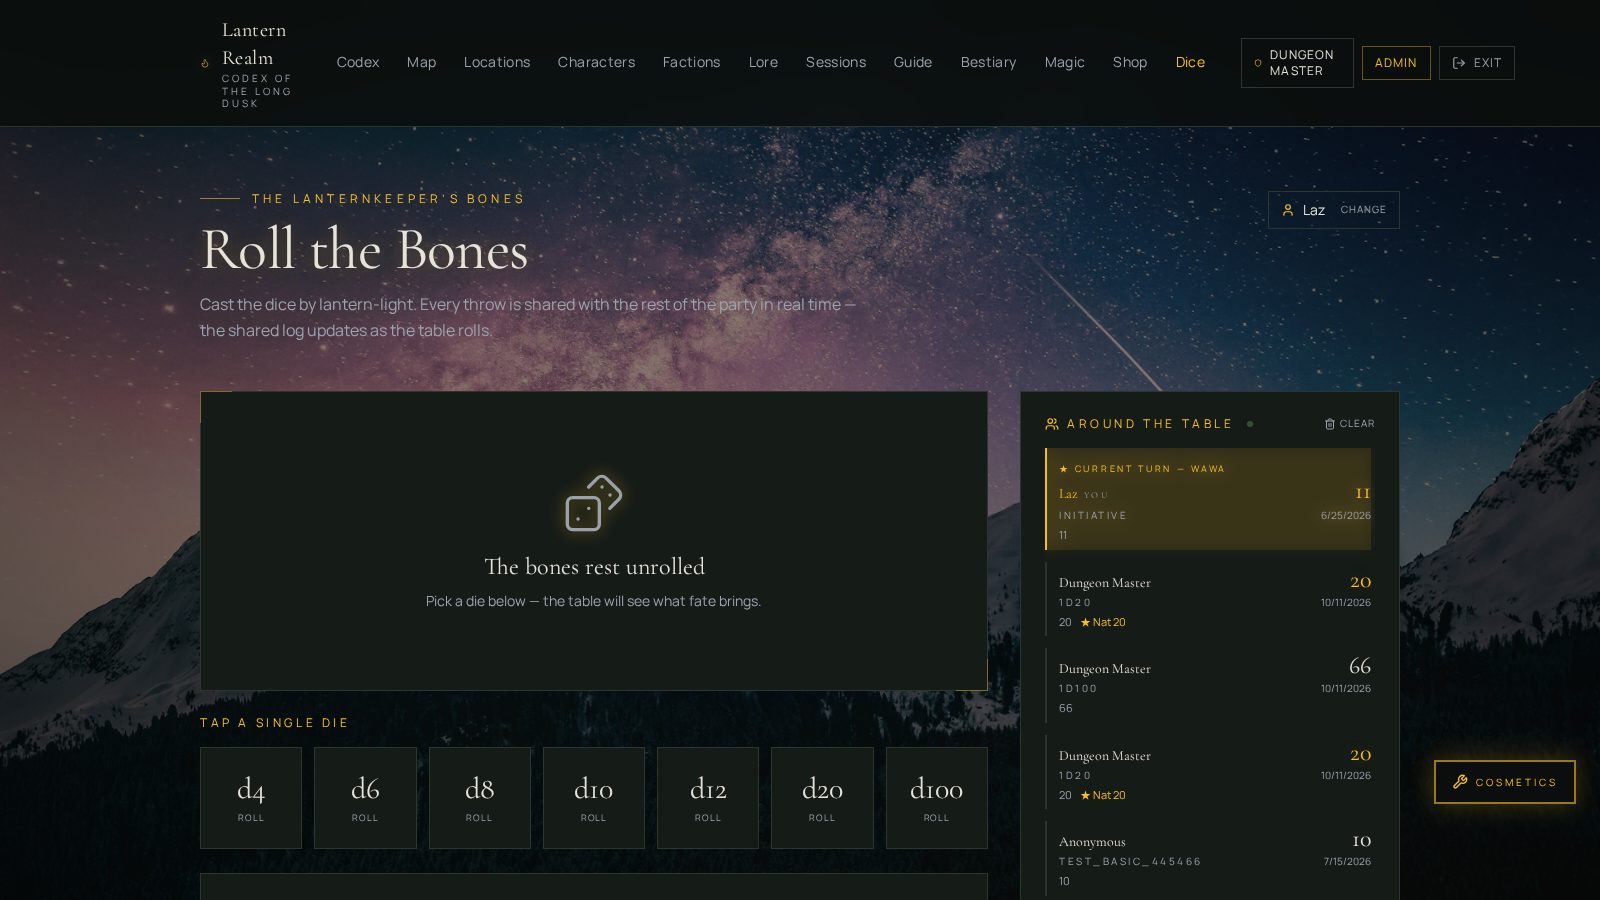 Lantern
Realm
CODEX OF
THE LONG
DUSK
Codex
Map
Locations
Characters
Factions
Lore
Sessions
Guide
Bestiary
Magic
Shop
Dice
DUNGEON
MASTER
ADMIN
EXIT
THE LANTERNKEEPER'S BONES
Roll the Bones
Cast the dice by lantern-light. Every throw is shared with the rest of the party in real time —
the shared log updates as the table rolls.
Laz CHANGE
The bones rest unrolled
Pick a die below — the table will see what fate brings.
TAP A SINGLE DIE
d4
ROLL
d6
ROLL
d8
ROLL
d10
ROLL
d12
ROLL
d20
ROLL
d100
ROLL
AROUND THE TABLE
CLEAR
★ CURRENT TURN — WAWA
Laz YOU 11
INITIATIVE 6/25/2026
11
Dungeon Master 20
1D20 10/11/2026
20 ★ Nat 20
Dungeon Master 66
1D100 10/11/2026
66
Dungeon Master 20
1D20 10/11/2026
20 ★ Nat 20
Anonymous 10
TEST_BASIC_445466 7/15/2026
10
COSMETICS